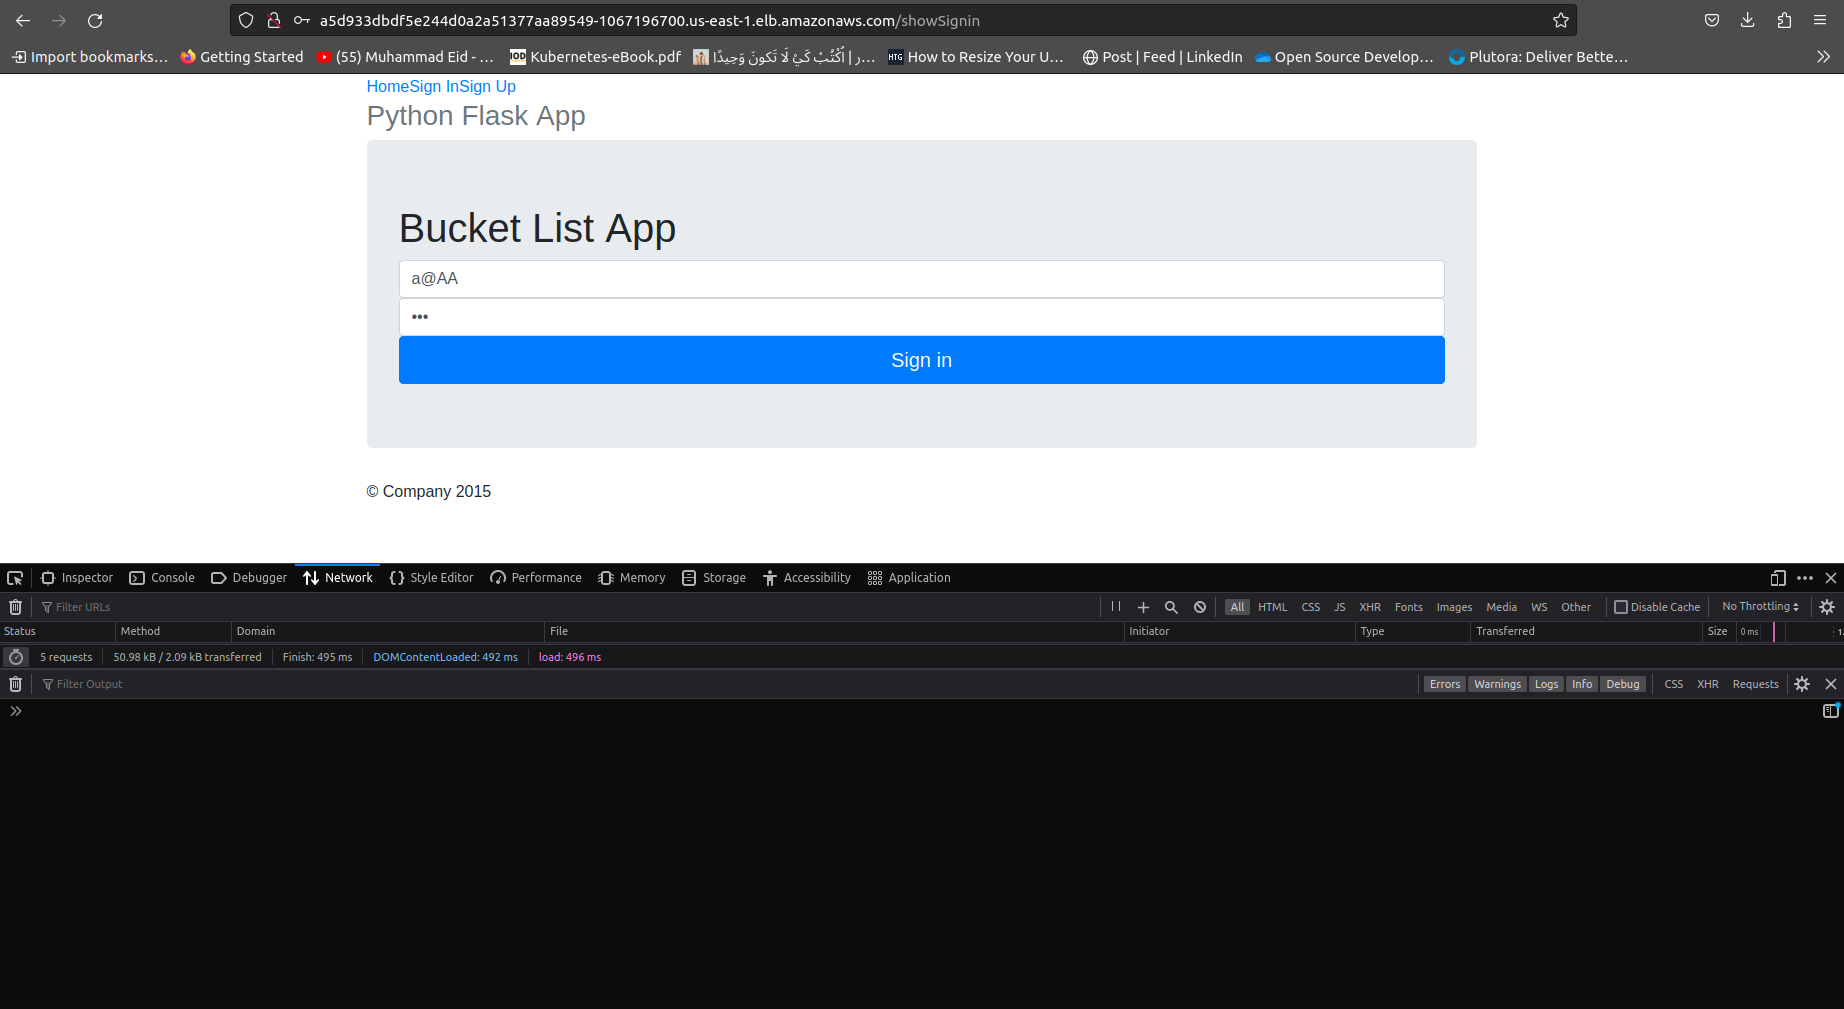 a5d933dbdf5e244d0a2a51377aa89549-1067196700.us-east-1.elb.amazonaws.com/showSignin
Import bookmarks... Getting Started (55) Muhammad Eid - ... Kubernetes-eBook.pdf ...ر | اُكْتُبْ كَيْ لَا تَكونَ وَحِيدًا HTG How to Resize Your U... Post | Feed | LinkedIn Open Source Develop... Plutora: Deliver Bette...
HomeSign InSign Up
Python Flask App
Bucket List App
a@AA
•••
Sign in
© Company 2015
Inspector Console Debugger Network Style Editor Performance Memory Storage Accessibility Application
Filter URLs All HTML CSS JS XHR Fonts Images Media WS Other Disable Cache No Throttling
Status Method Domain File Initiator Type Transferred Size 0 ms
5 requests 50.98 kB / 2.09 kB transferred Finish: 495 ms DOMContentLoaded: 492 ms load: 496 ms
Filter Output Errors Warnings Logs Info Debug CSS XHR Requests